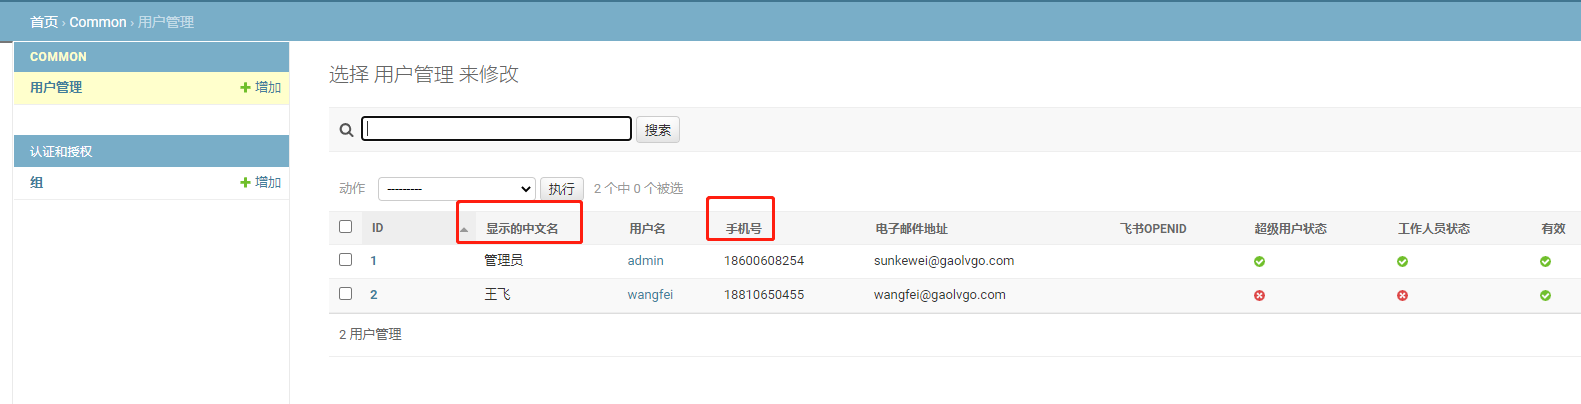 首页 › Common › 用户管理
COMMON
用户管理 增加
认证和授权
组 增加
选择 用户管理 来修改
搜索
动作 --------- 执行 2 个中 0 个被选
ID 显示的中文名 用户名 手机号 电子邮件地址 飞书OPENID 超级用户状态 工作人员状态 有效
1 管理员 admin 18600608254 sunkewei@gaolvgo.com
2 王飞 wangfei 18810650455 wangfei@gaolvgo.com
2 用户管理